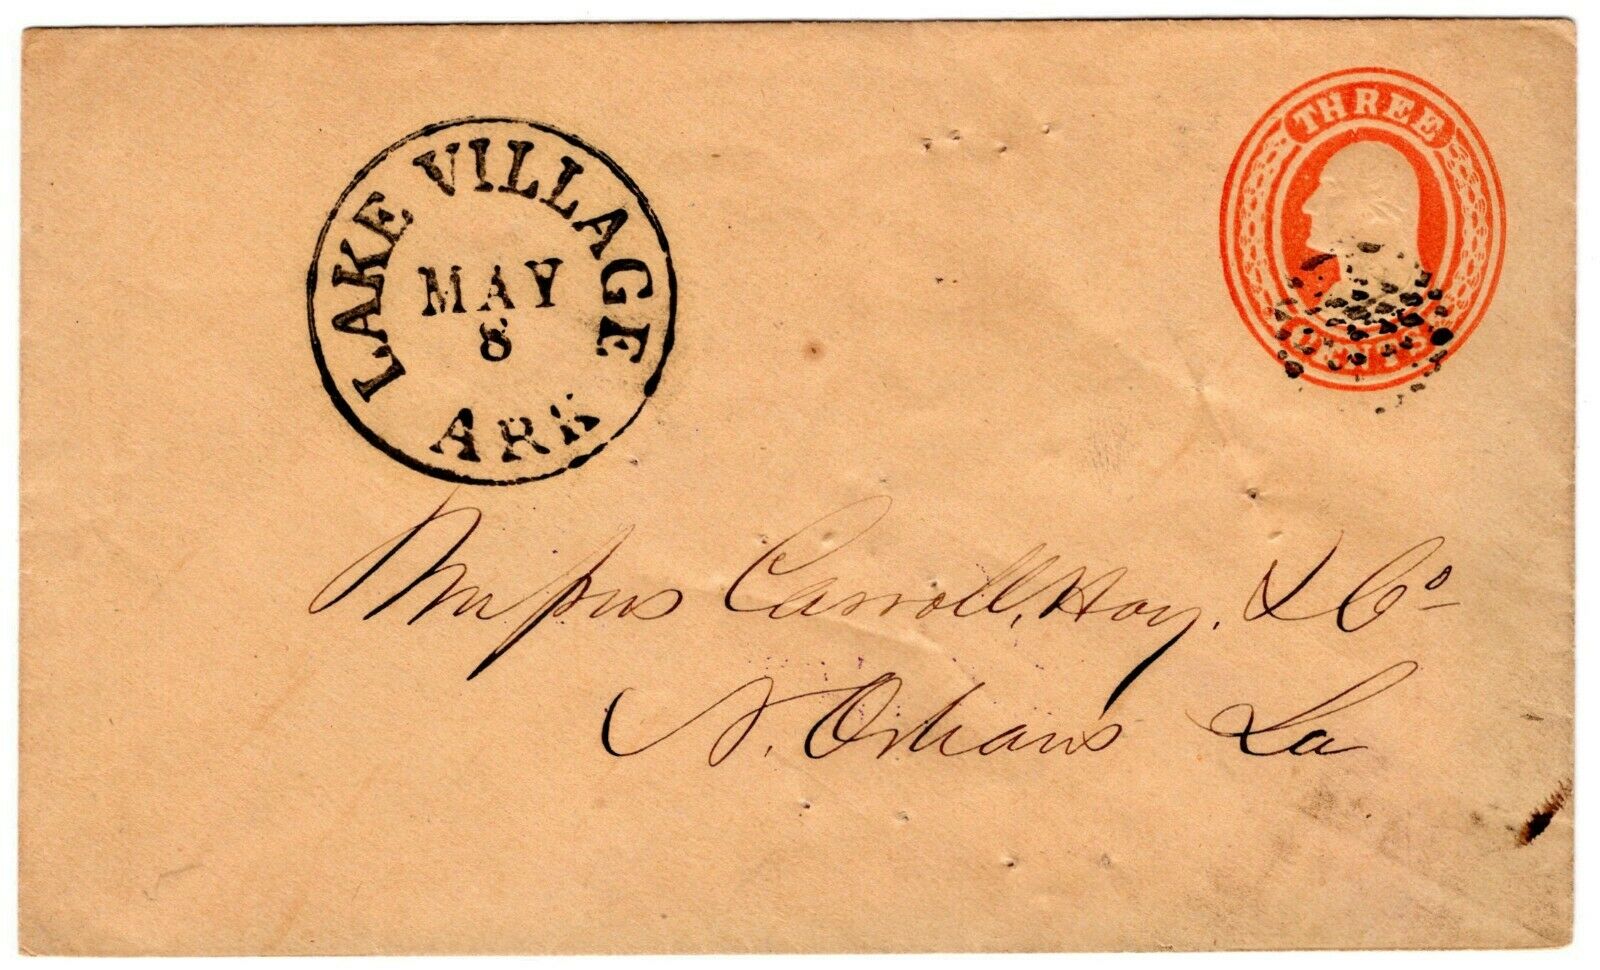 THREE
CENTS
LAKE VILLAGE
MAY
8
ARK
Messrs Carroll, Hoy, & Co
N. Orleans La